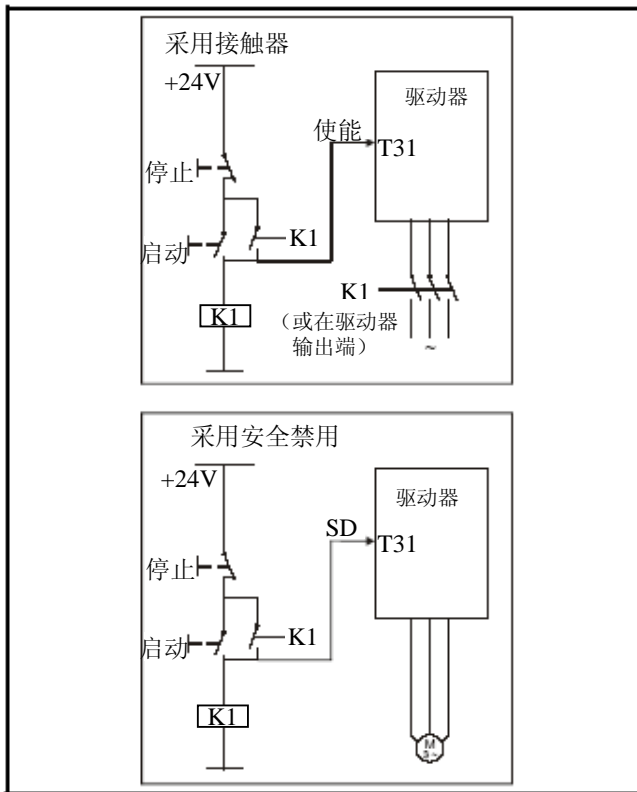 采用接触器
+24V
驱动器
使能
T31
停止
K1
启动
K1
K1
（或在驱动器
输出端）
~
采用安全禁用
+24V
驱动器
SD
T31
停止
K1
启动
K1
M
3~